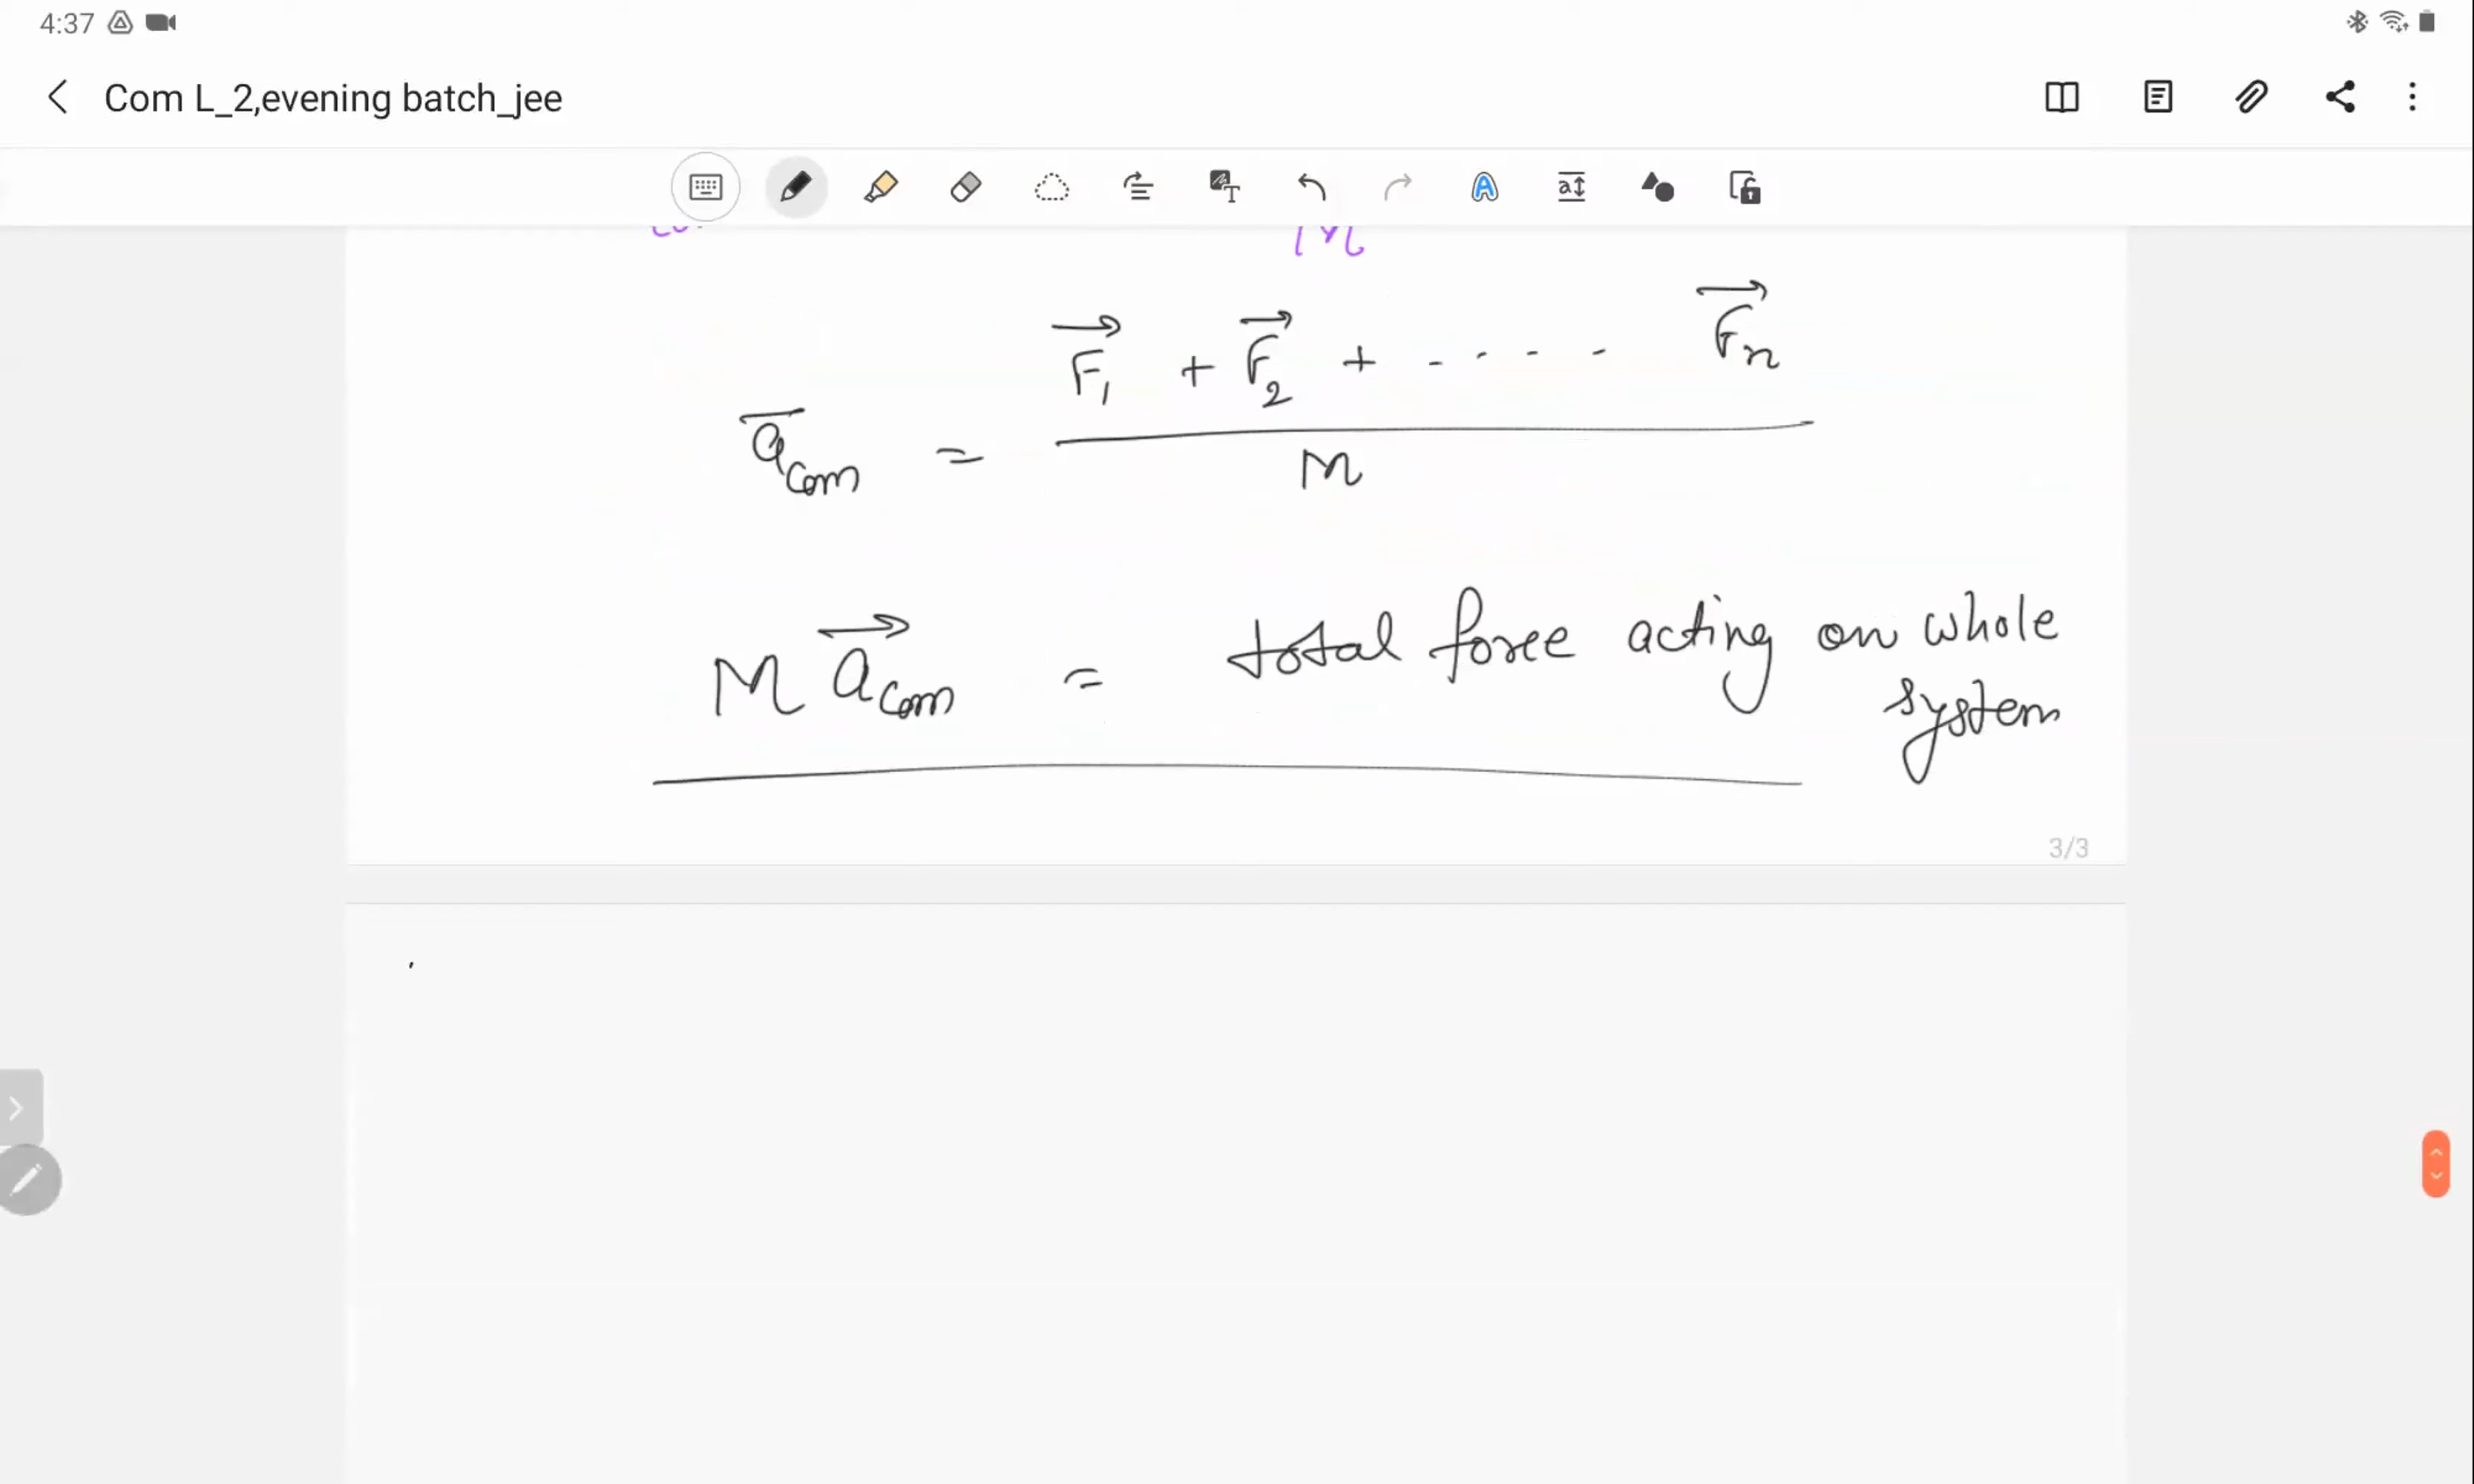 4:37
Com L_2,evening batch_jee
M
F₁ + F₂ + - - - - Fₙ
a_com = 
M
M a_com = total force acting on whole
system
3/3